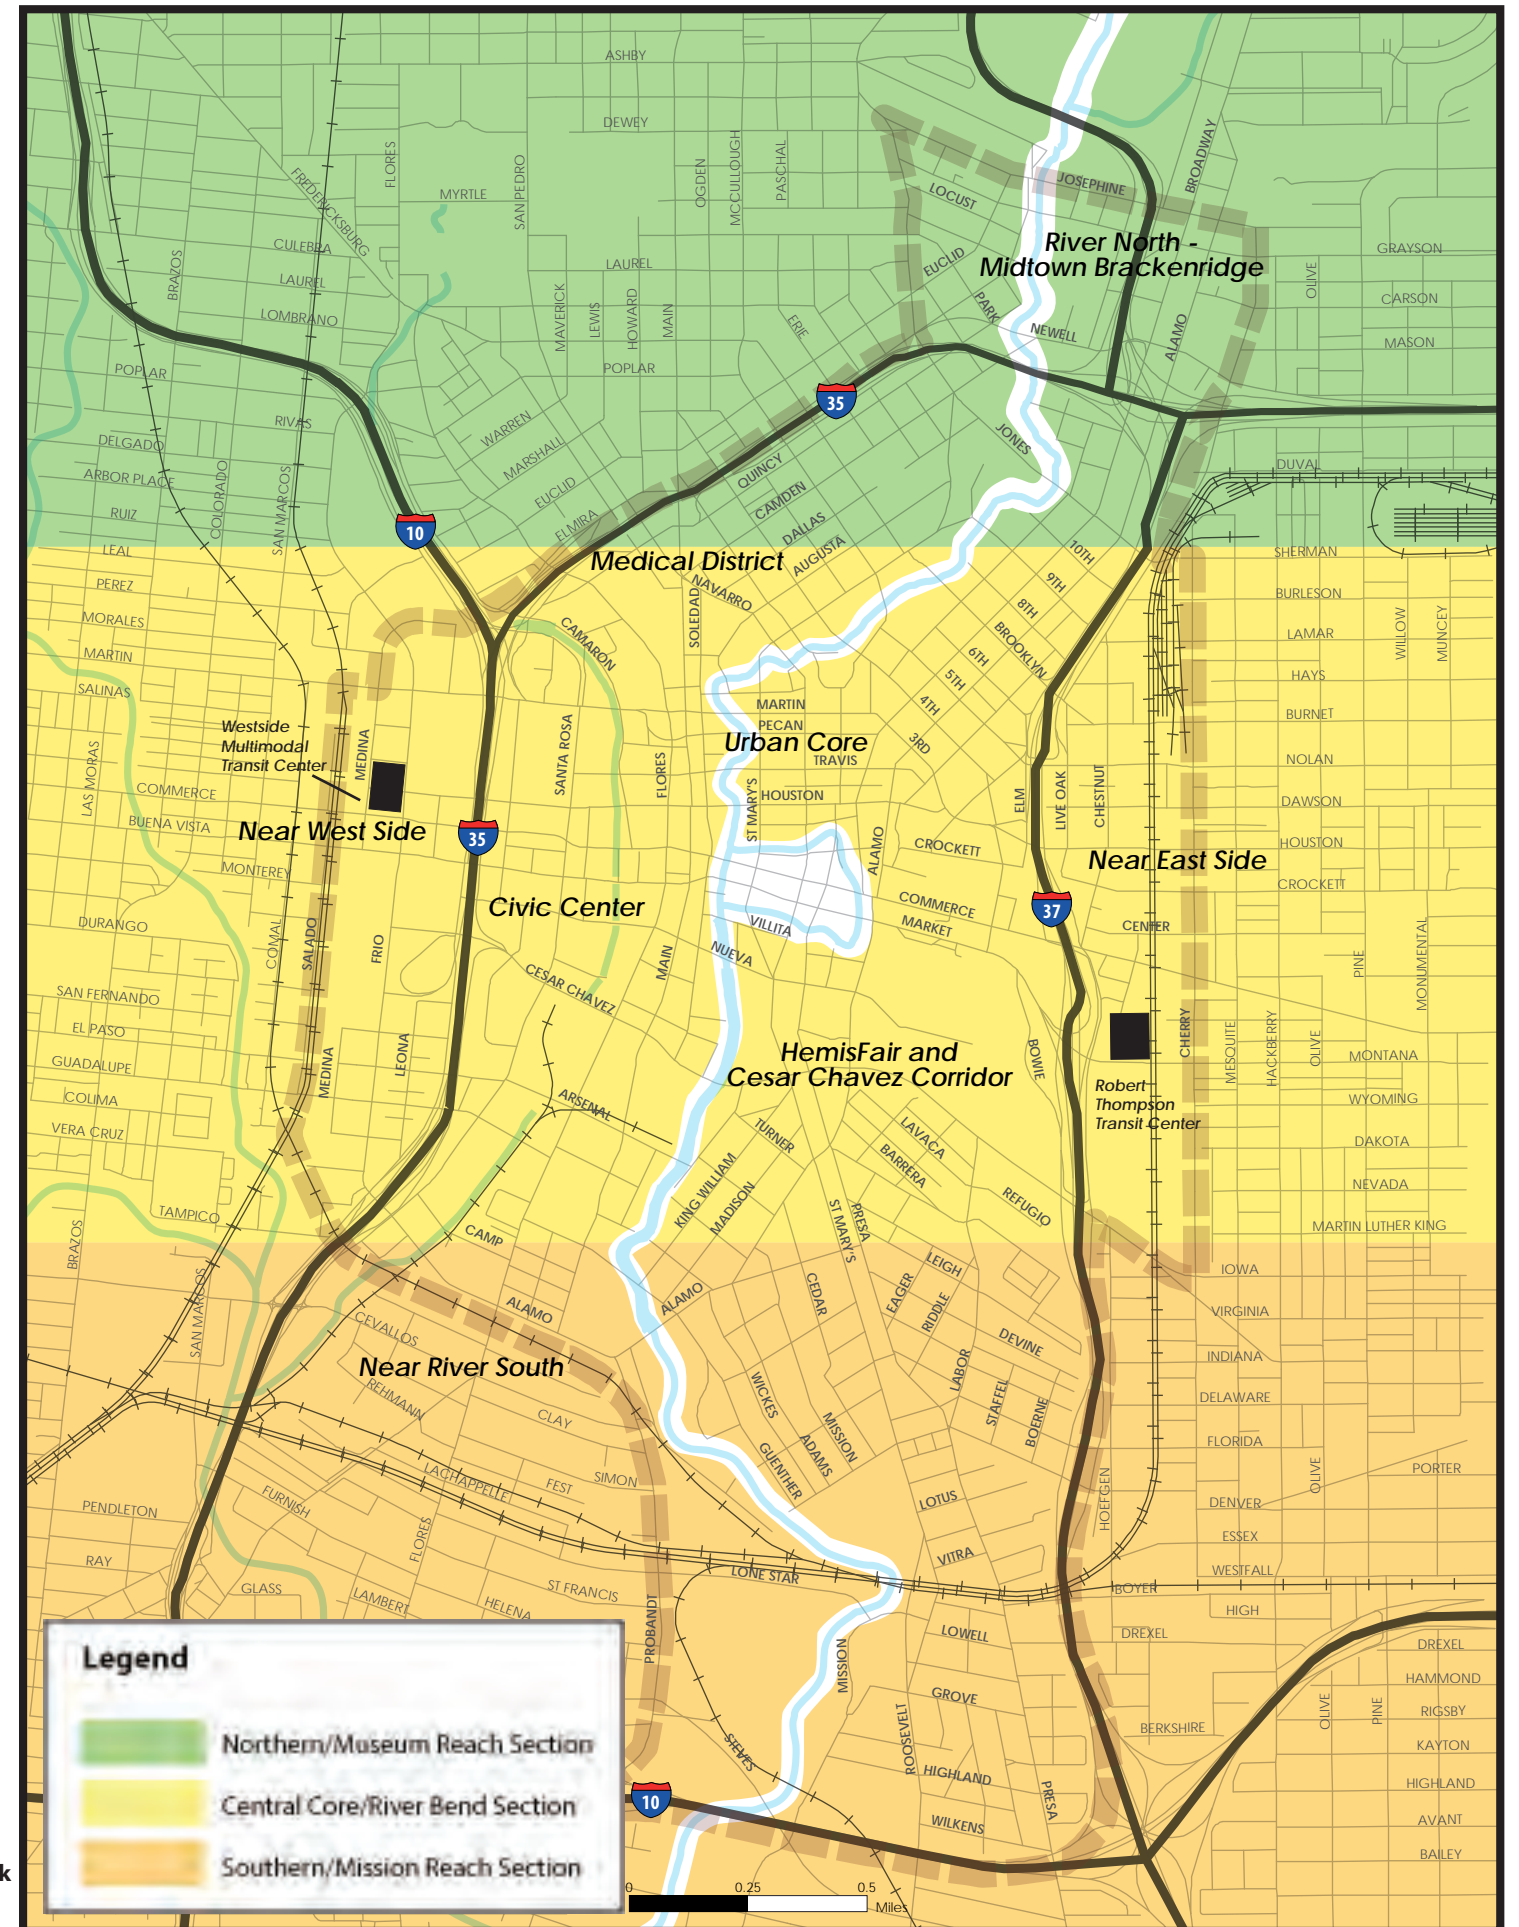 ASHBY
DEWEY
FLORES
FREDERICKSBURG
MYRTLE
SAN PEDRO
OGDEN
MCCULLOUGH
PASCHAL
LOCUST
JOSEPHINE
BROADWAY
River North -
Midtown Brackenridge
GRAYSON
CULEBRA
LAUREL
BRAZOS
LAUREL
EUCLID
OLIVE
CARSON
LOMBRANO
MAVERICK
LEWIS
HOWARD
MAIN
ERIE
PARK
NEWELL
ALAMO
MASON
POPLAR
POPLAR
35
RIVAS
WARREN
JONES
DELGADO
MARSHALL
QUINCY
DUVAL
ARBOR PLACE
COLORADO
SAN MARCOS
EUCLID
CAMDEN
RUIZ
10
ELMIRA
DALLAS
LEAL
Medical District
AUGUSTA
10TH
SHERMAN
PEREZ
NAVARRO
9TH
BURLESON
MORALES
CAMARON
SOLEDAD
8TH
BROOKLYN
LAMAR
WILLOW
MUNCEY
MARTIN
6TH
SALINAS
5TH
HAYS
MARTIN
4TH
BURNET
Westside
Multimodal
Transit Center
MEDINA
SANTA ROSA
FLORES
PECAN
Urban Core
TRAVIS
3RD
NOLAN
LAS MORAS
COMMERCE
ST MARY'S
HOUSTON
ELM
LIVE OAK
CHESTNUT
DAWSON
BUENA VISTA
Near West Side
35
ALAMO
CROCKETT
HOUSTON
Near East Side
MONTEREY
CROCKETT
Civic Center
COMMERCE
MARKET
37
DURANGO
COMAL
SALADO
FRIO
VILLITA
CENTER
MAIN
NUEVA
PINE
MONUMENTAL
SAN FERNANDO
CESAR CHAVEZ
EL PASO
HemisFair and
Cesar Chavez Corridor
BOWIE
CHERRY
MESQUITE
HACKBERRY
OLIVE
MONTANA
GUADALUPE
MEDINA
LEONA
Robert
Thompson
Transit Center
COLIMA
ARSENAL
WYOMING
VERA CRUZ
TURNER
LAVACA
DAKOTA
BARRERA
KING WILLIAM
MADISON
REFUGIO
NEVADA
TAMPICO
ST MARY'S
PRESA
MARTIN LUTHER KING
BRAZOS
CAMP
SAN MARCOS
LEIGH
IOWA
ALAMO
ALAMO
CEDAR
EAGER
RIDDLE
VIRGINIA
CEVALLOS
DEVINE
INDIANA
Near River South
LABOR
REHMANN
WICKES
STAFFEL
BOERNE
DELAWARE
CLAY
MISSION
ADAMS
FLORIDA
GUENTHER
LACHAPPELLE
FEST
SIMON
HOEFGEN
OLIVE
PORTER
PENDLETON
FURNISH
LOTUS
DENVER
FLORES
ESSEX
RAY
VITRA
WESTFALL
GLASS
LONE STAR
BOYER
LAMBERT
ST FRANCIS
HELENA
HIGH
PROBANDT
MISSION
LOWELL
DREXEL
DREXEL
HAMMOND
GROVE
OLIVE
PINE
RIGSBY
STEVES
ROOSEVELT
BERKSHIRE
KAYTON
HIGHLAND
PRESA
HIGHLAND
10
WILKENS
AVANT
BAILEY
Legend
Northern/Museum Reach Section
Central Core/River Bend Section
Southern/Mission Reach Section
0 0.25 0.5
Miles
k